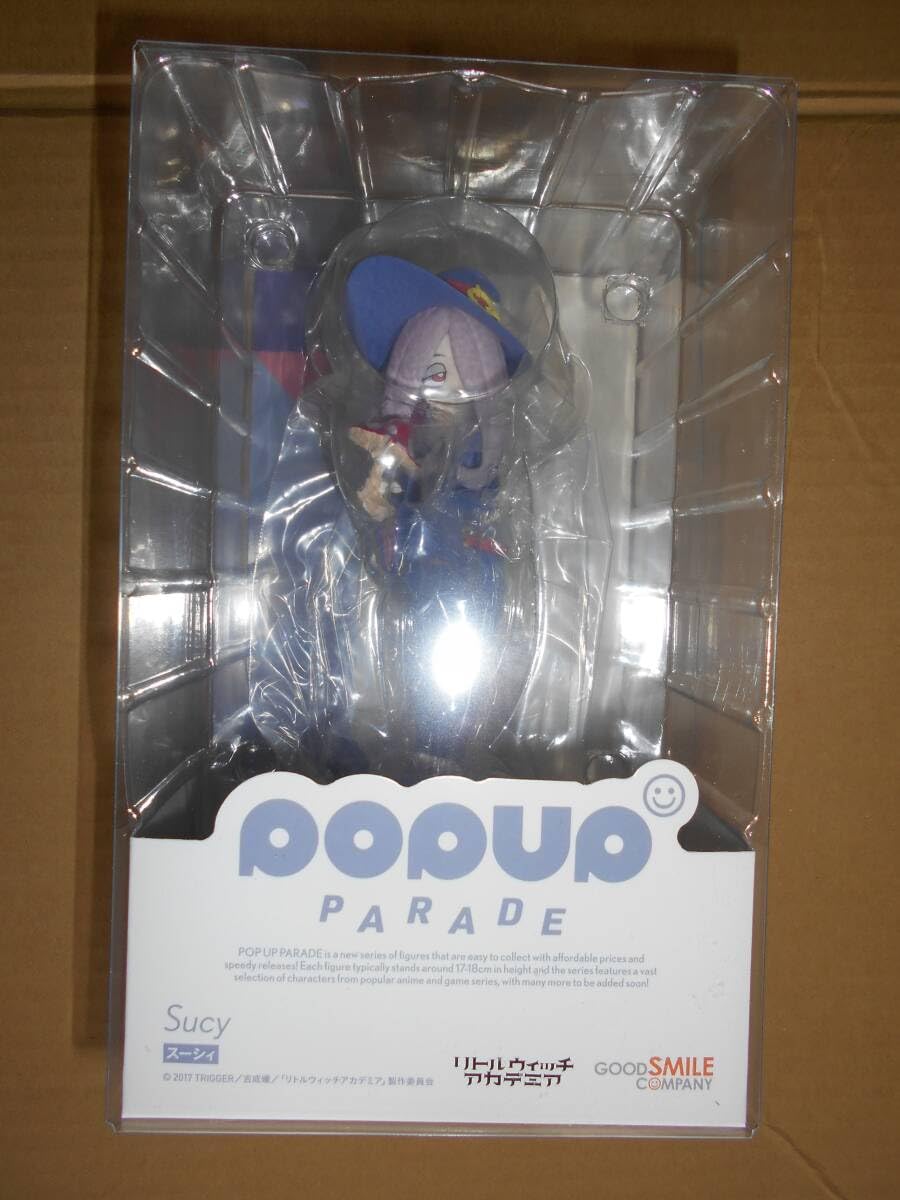 POPUP
PARADE
POP UP PARADE is a new series of figures that are easy to collect with affordable prices and
speedy releases! Each figure typically stands around 17-18cm in height and the series features a vast
selection of characters from popular anime and game series, with many more to be added soon!
Sucy
スーシィ
© 2017 TRIGGER／吉成曜／「リトルウィッチアカデミア」製作委員会
リトルウィッチ
アカデミア
GOOD SMILE
COMPANY